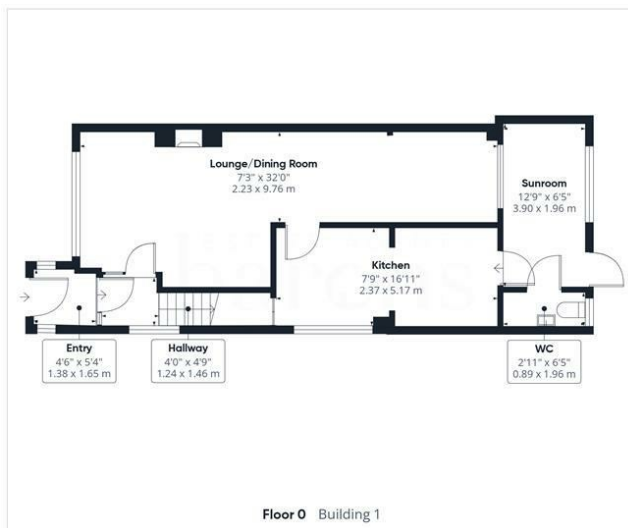 Lounge/Dining Room
7'3" x 32'0"
2.23 x 9.76 m
Sunroom
12'9" x 6'5"
3.90 x 1.96 m
Kitchen
7'9" x 16'11"
2.37 x 5.17 m
Entry
4'6" x 5'4"
1.38 x 1.65 m
Hallway
4'0" x 4'9"
1.24 x 1.46 m
WC
2'11" x 6'5"
0.89 x 1.96 m
Floor 0 Building 1